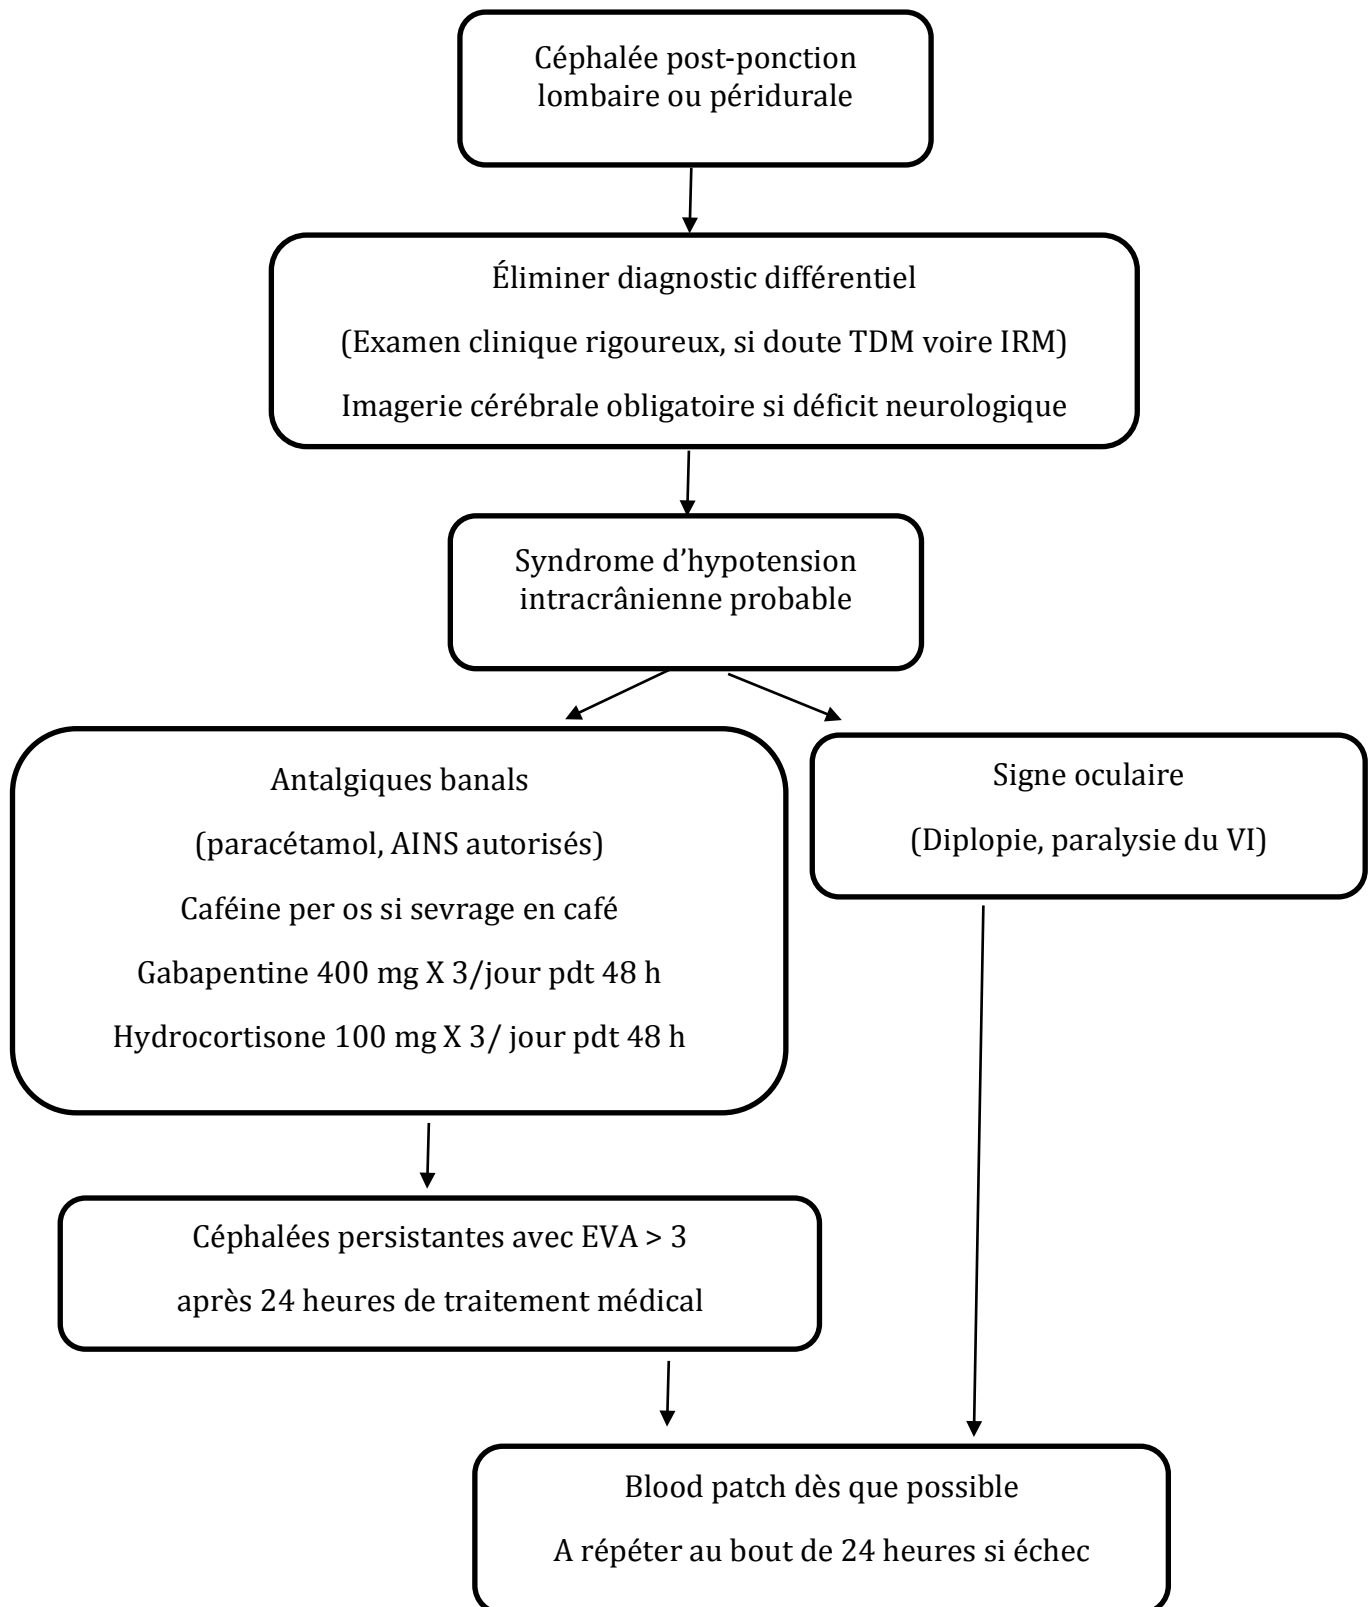 Céphalée post-ponction
lombaire ou péridurale
Éliminer diagnostic différentiel
(Examen clinique rigoureux, si doute TDM voire IRM)
Imagerie cérébrale obligatoire si déficit neurologique
Syndrome d’hypotension
intracrânienne probable
Antalgiques banals
(paracétamol, AINS autorisés)
Caféine per os si sevrage en café
Gabapentine 400 mg X 3/jour pdt 48 h
Hydrocortisone 100 mg X 3/ jour pdt 48 h
Signe oculaire
(Diplopie, paralysie du VI)
Céphalées persistantes avec EVA > 3
après 24 heures de traitement médical
Blood patch dès que possible
A répéter au bout de 24 heures si échec